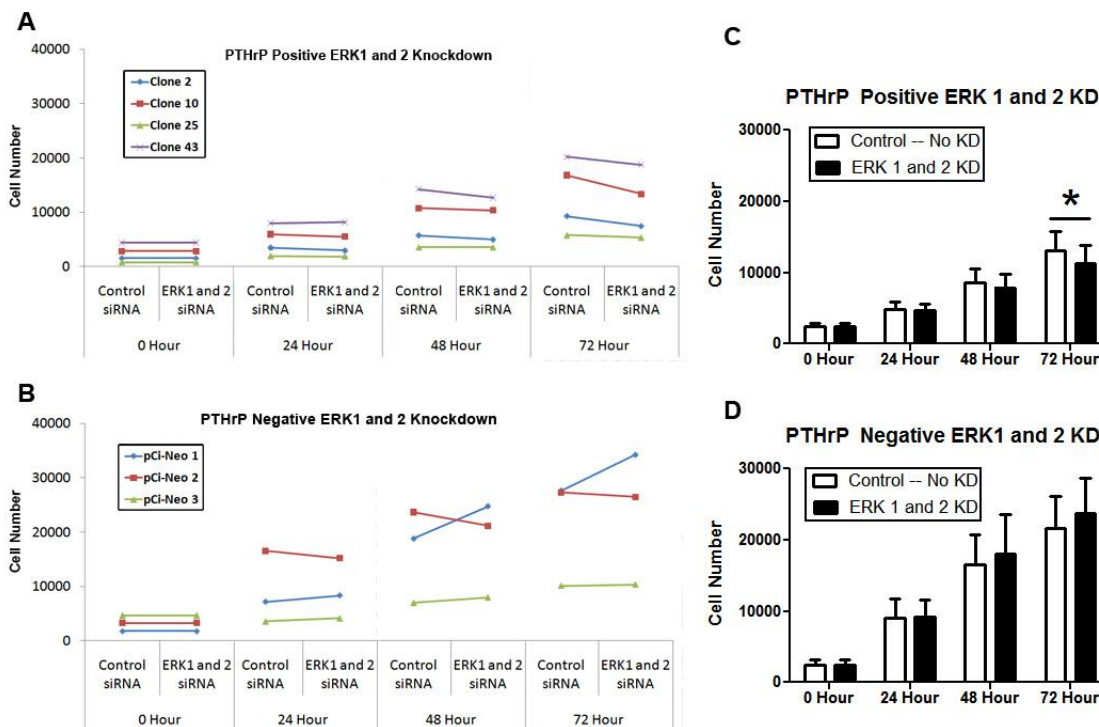 A
PTHrP Positive ERK1 and 2 Knockdown
40000
30000
20000
10000
0
Cell Number
Clone 2
Clone 10
Clone 25
Clone 43
Control siRNA
ERK1 and 2 siRNA
Control siRNA
ERK1 and 2 siRNA
Control siRNA
ERK1 and 2 siRNA
Control siRNA
ERK1 and 2 siRNA
0 Hour
24 Hour
48 Hour
72 Hour
B
PTHrP Negative ERK1 and 2 Knockdown
40000
30000
20000
10000
0
Cell Number
pCi-Neo 1
pCi-Neo 2
pCi-Neo 3
Control siRNA
ERK1 and 2 siRNA
Control siRNA
ERK1 and 2 siRNA
Control siRNA
ERK1 and 2 siRNA
Control siRNA
ERK1 and 2 siRNA
0 Hour
24 Hour
48 Hour
72 Hour
C
PTHrP Positive ERK 1 and 2 KD
30000
20000
10000
0
Cell Number
Control -- No KD
ERK 1 and 2 KD
*
0 Hour
24 Hour
48 Hour
72 Hour
D
PTHrP Negative ERK1 and 2 KD
30000
20000
10000
0
Cell Number
Control -- No KD
ERK 1 and 2 KD
0 Hour
24 Hour
48 Hour
72 Hour